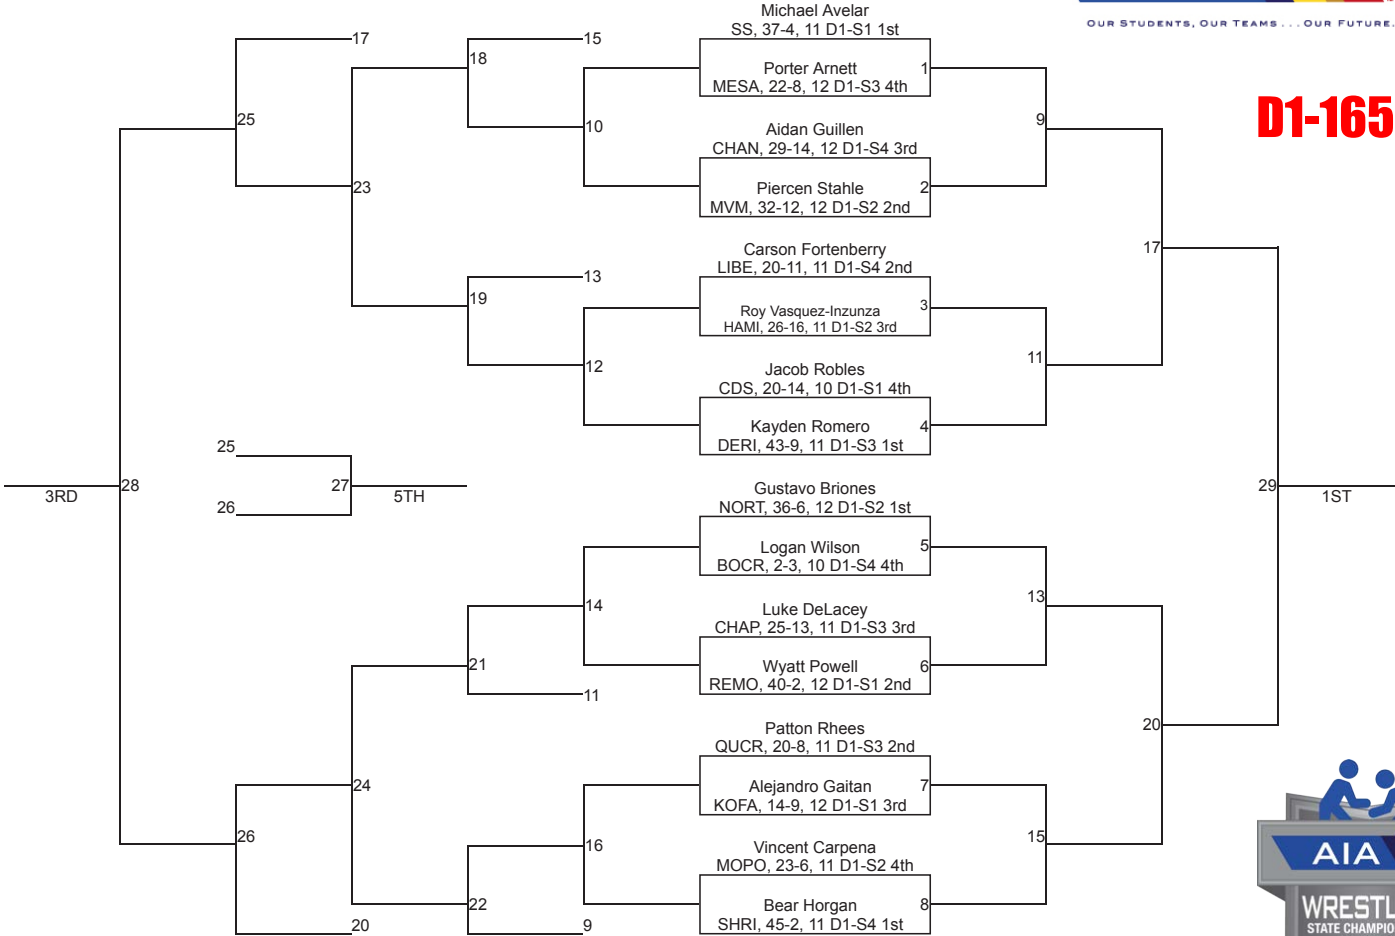 OUR STUDENTS, OUR TEAMS . . . OUR FUTURE.
D1-165
Michael Avelar
SS, 37-4, 11 D1-S1 1st
Porter Arnett
MESA, 22-8, 12 D1-S3 4th
1
Aidan Guillen
CHAN, 29-14, 12 D1-S4 3rd
Piercen Stahle
MVM, 32-12, 12 D1-S2 2nd
2
Carson Fortenberry
LIBE, 20-11, 11 D1-S4 2nd
Roy Vasquez-Inzunza
HAMI, 26-16, 11 D1-S2 3rd
3
Jacob Robles
CDS, 20-14, 10 D1-S1 4th
Kayden Romero
DERI, 43-9, 11 D1-S3 1st
4
Gustavo Briones
NORT, 36-6, 12 D1-S2 1st
Logan Wilson
BOCR, 2-3, 10 D1-S4 4th
5
Luke DeLacey
CHAP, 25-13, 11 D1-S3 3rd
Wyatt Powell
REMO, 40-2, 12 D1-S1 2nd
6
Patton Rhees
QUCR, 20-8, 11 D1-S3 2nd
Alejandro Gaitan
KOFA, 14-9, 12 D1-S1 3rd
7
Vincent Carpena
MOPO, 23-6, 11 D1-S2 4th
Bear Horgan
SHRI, 45-2, 11 D1-S4 1st
8
9
11
13
15
17
20
29
1ST
15
10
13
12
14
11
16
9
18
19
21
22
17
23
24
20
25
26
25
26
27
5TH
28
3RD
AIA
WRESTL
STATE CHAMPIO